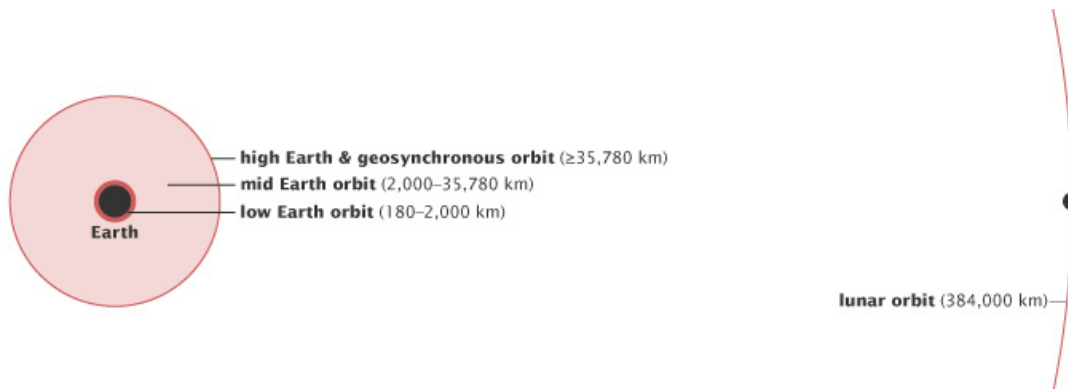 high Earth & geosynchronous orbit (≥35,780 km)
mid Earth orbit (2,000–35,780 km)
low Earth orbit (180–2,000 km)
Earth
lunar orbit (384,000 km)